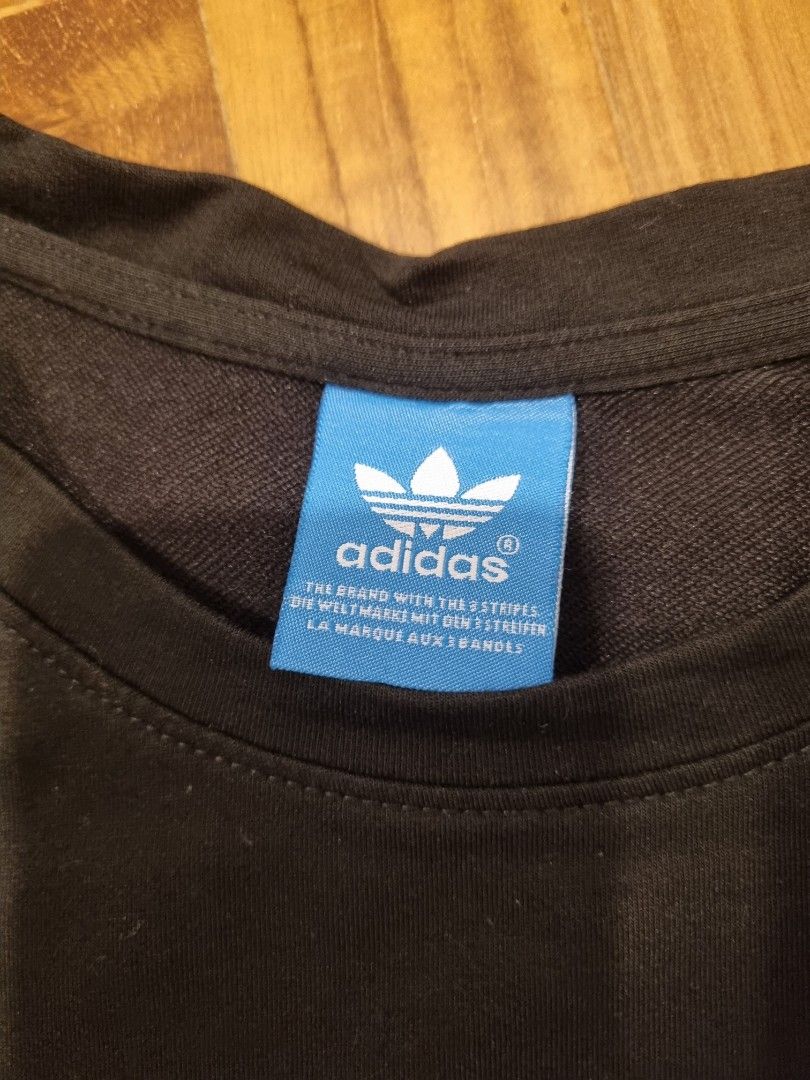 adidas®
THE BRAND WITH THE 3 STRIPES
DIE WELTMARKE MIT DEN 3 STREIFEN
LA MARQUE AUX 3 BANDES